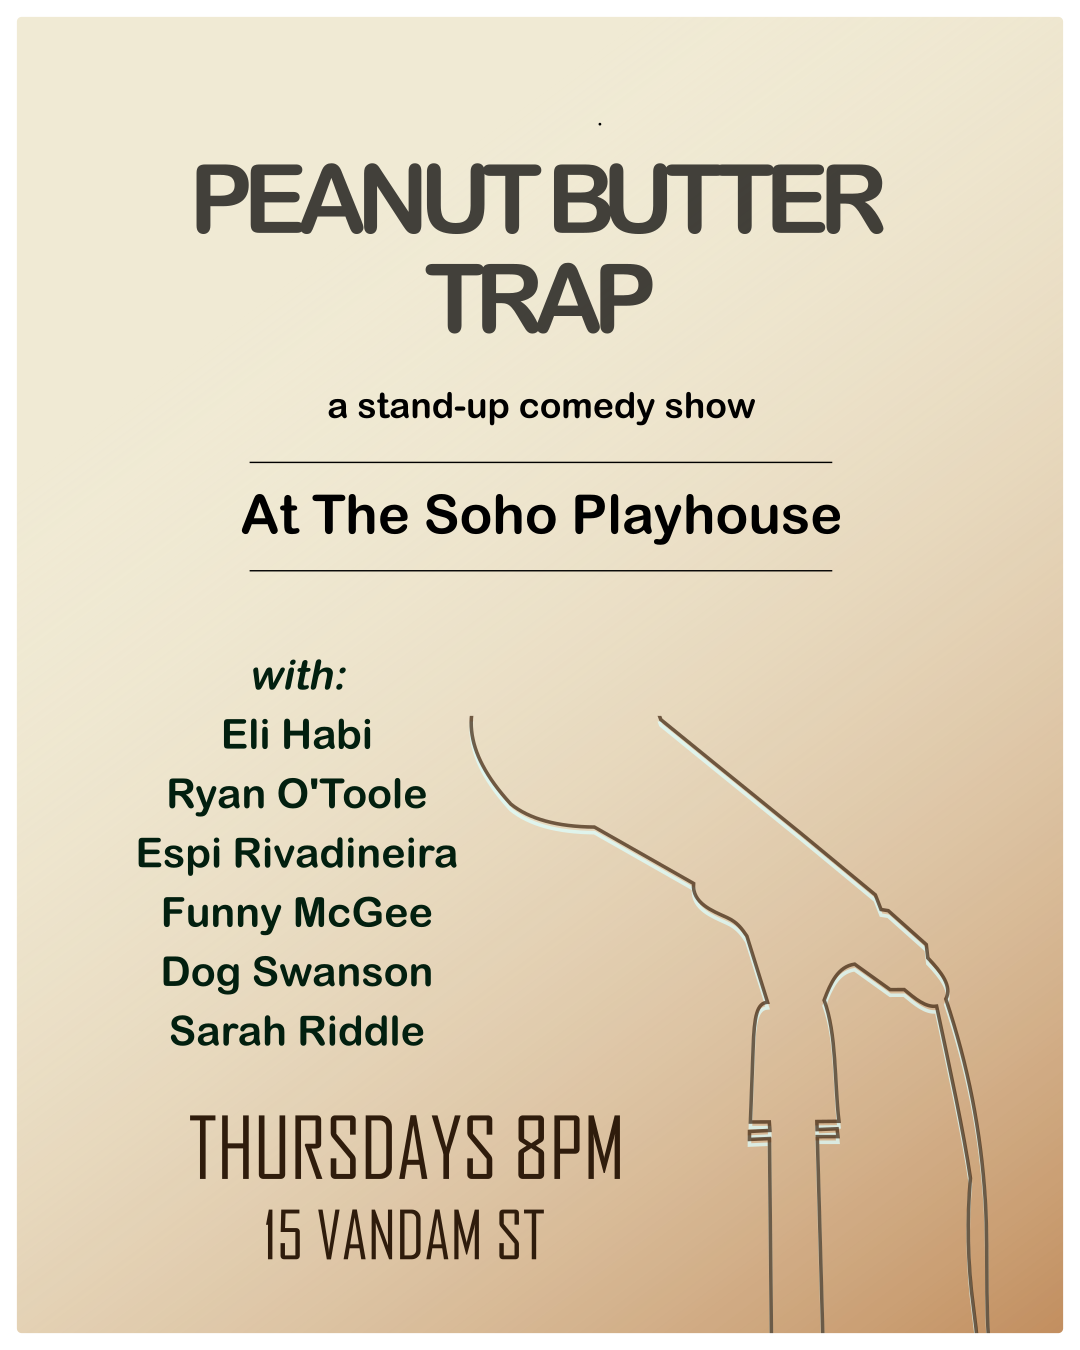 PEANUT BUTTER
TRAP
a stand-up comedy show
At The Soho Playhouse
with:
Eli Habi
Ryan O'Toole
Espi Rivadineira
Funny McGee
Dog Swanson
Sarah Riddle
THURSDAYS 8PM
15 VANDAM ST